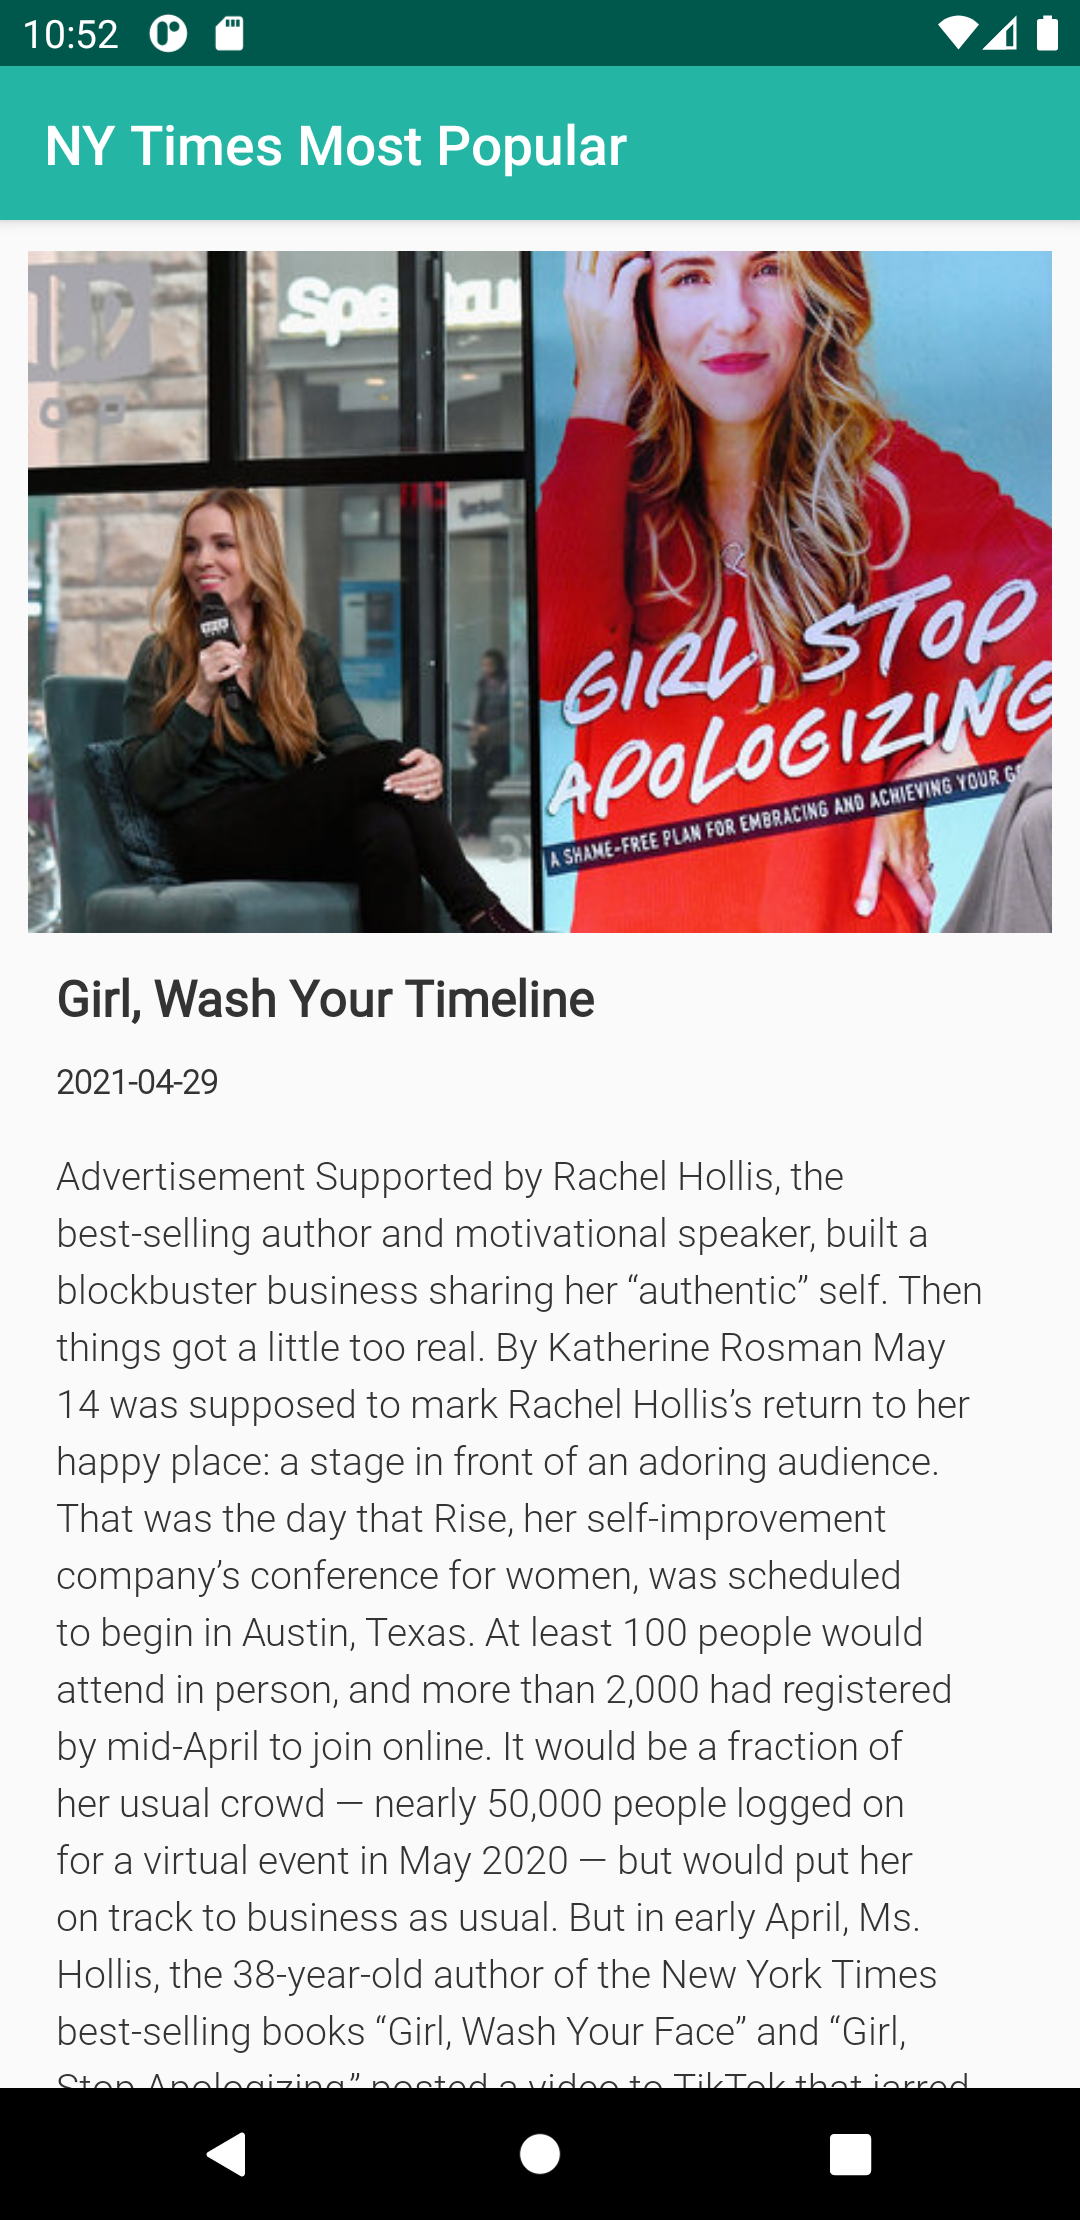 10:52
NY Times Most Popular
GIRL, STOP
APOLOGIZING
A SHAME-FREE PLAN FOR EMBRACING AND ACHIEVING YOUR
Girl, Wash Your Timeline
2021-04-29
Advertisement Supported by Rachel Hollis, the
best-selling author and motivational speaker, built a
blockbuster business sharing her “authentic” self. Then
things got a little too real. By Katherine Rosman May
14 was supposed to mark Rachel Hollis’s return to her
happy place: a stage in front of an adoring audience.
That was the day that Rise, her self-improvement
company’s conference for women, was scheduled
to begin in Austin, Texas. At least 100 people would
attend in person, and more than 2,000 had registered
by mid-April to join online. It would be a fraction of
her usual crowd — nearly 50,000 people logged on
for a virtual event in May 2020 — but would put her
on track to business as usual. But in early April, Ms.
Hollis, the 38-year-old author of the New York Times
best-selling books “Girl, Wash Your Face” and “Girl,
Stop Apologizing,” posted a video to TikTok that jarred